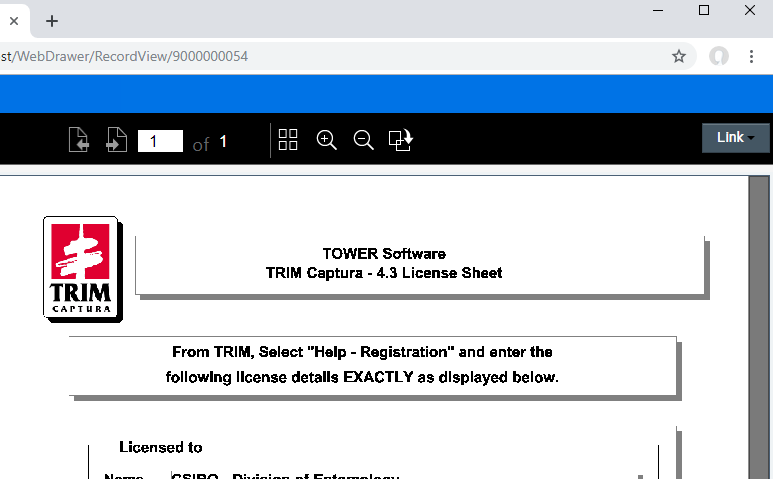 st/WebDrawer/RecordView/9000000054
1 of 1
Link
TOWER Software
TRIM Captura - 4.3 License Sheet
TRIM
CAPTURA
From TRIM, Select "Help - Registration" and enter the
following license details EXACTLY as displayed below.
Licensed to
Name CSIRO - Division of Entomology